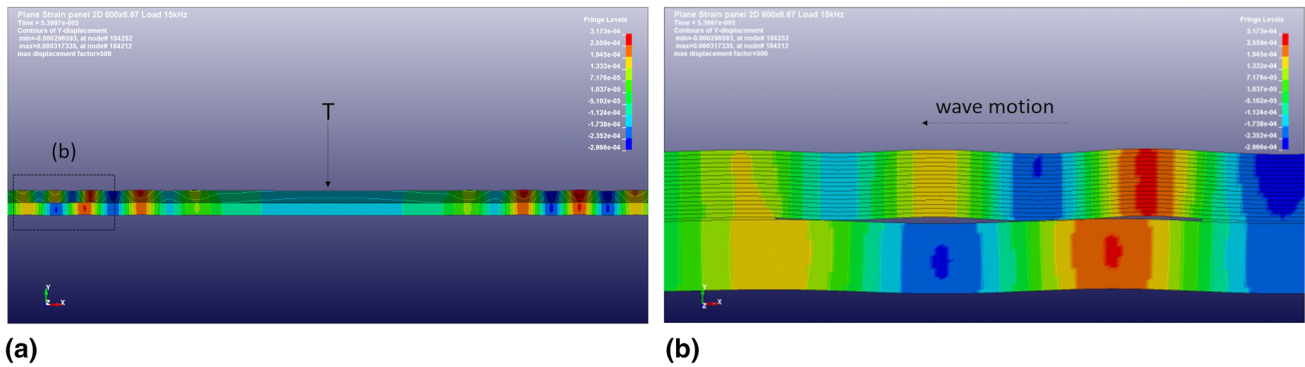 Plane Strain panel 2D 600x6.67 Load 15kHz
Time = 5.3997e-005
Contours of Y-displacement
min=-0.000296593, at node# 184252
max=0.000317335, at node# 184212
max displacement factor=500
Fringe Levels
3.173e-04
2.559e-04
1.945e-04
1.332e-04
7.176e-05
1.037e-05
-5.102e-05
-1.124e-04
-1.738e-04
-2.352e-04
-2.966e-04
T
(b)
Y
Z X
(a)
Plane Strain panel 2D 600x6.67 Load 15kHz
Time = 5.3997e-005
Contours of Y-displacement
min=-0.000296593, at node# 184252
max=0.000317335, at node# 184212
max displacement factor=500
Fringe Levels
3.173e-04
2.559e-04
1.945e-04
1.332e-04
7.176e-05
1.037e-05
-5.102e-05
-1.124e-04
-1.738e-04
-2.352e-04
-2.966e-04
wave motion
Y
Z X
(b)